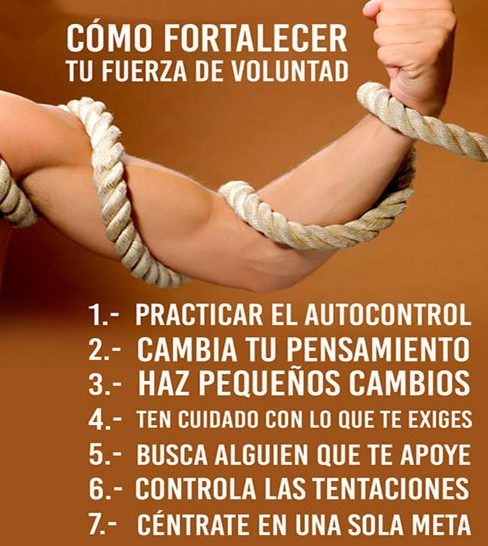 CÓMO FORTALECER
TU FUERZA DE VOLUNTAD
1.- PRACTICAR EL AUTOCONTROL
2.- CAMBIA TU PENSAMIENTO
3.- HAZ PEQUEÑOS CAMBIOS
4.- TEN CUIDADO CON LO QUE TE EXIGES
5.- BUSCA ALGUIEN QUE TE APOYE
6.- CONTROLA LAS TENTACIONES
7.- CÉNTRATE EN UNA SOLA META